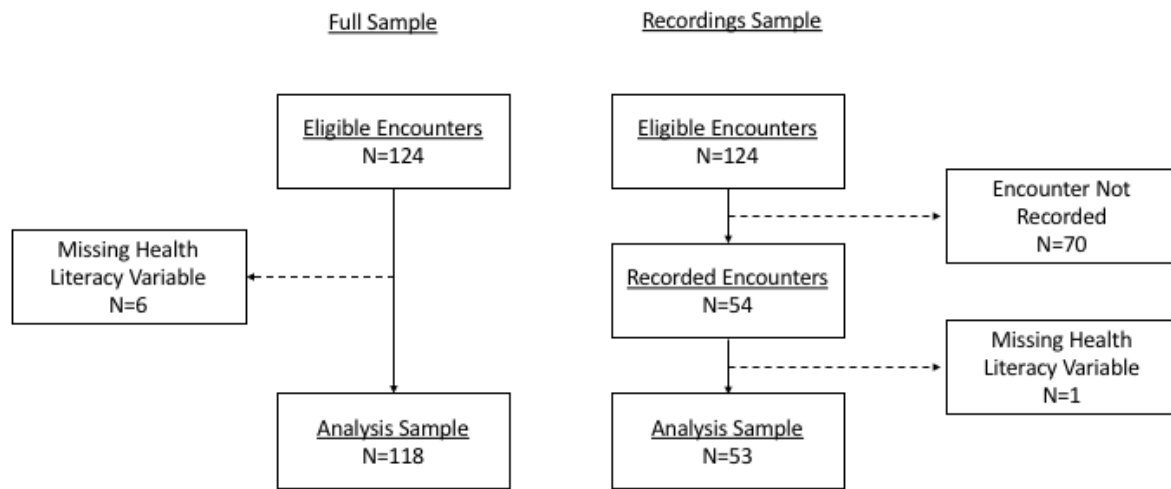 Full Sample
Recordings Sample
Eligible Encounters
N=124
Eligible Encounters
N=124
Encounter Not
Recorded
N=70
Missing Health
Literacy Variable
N=6
Recorded Encounters
N=54
Missing Health
Literacy Variable
N=1
Analysis Sample
N=118
Analysis Sample
N=53